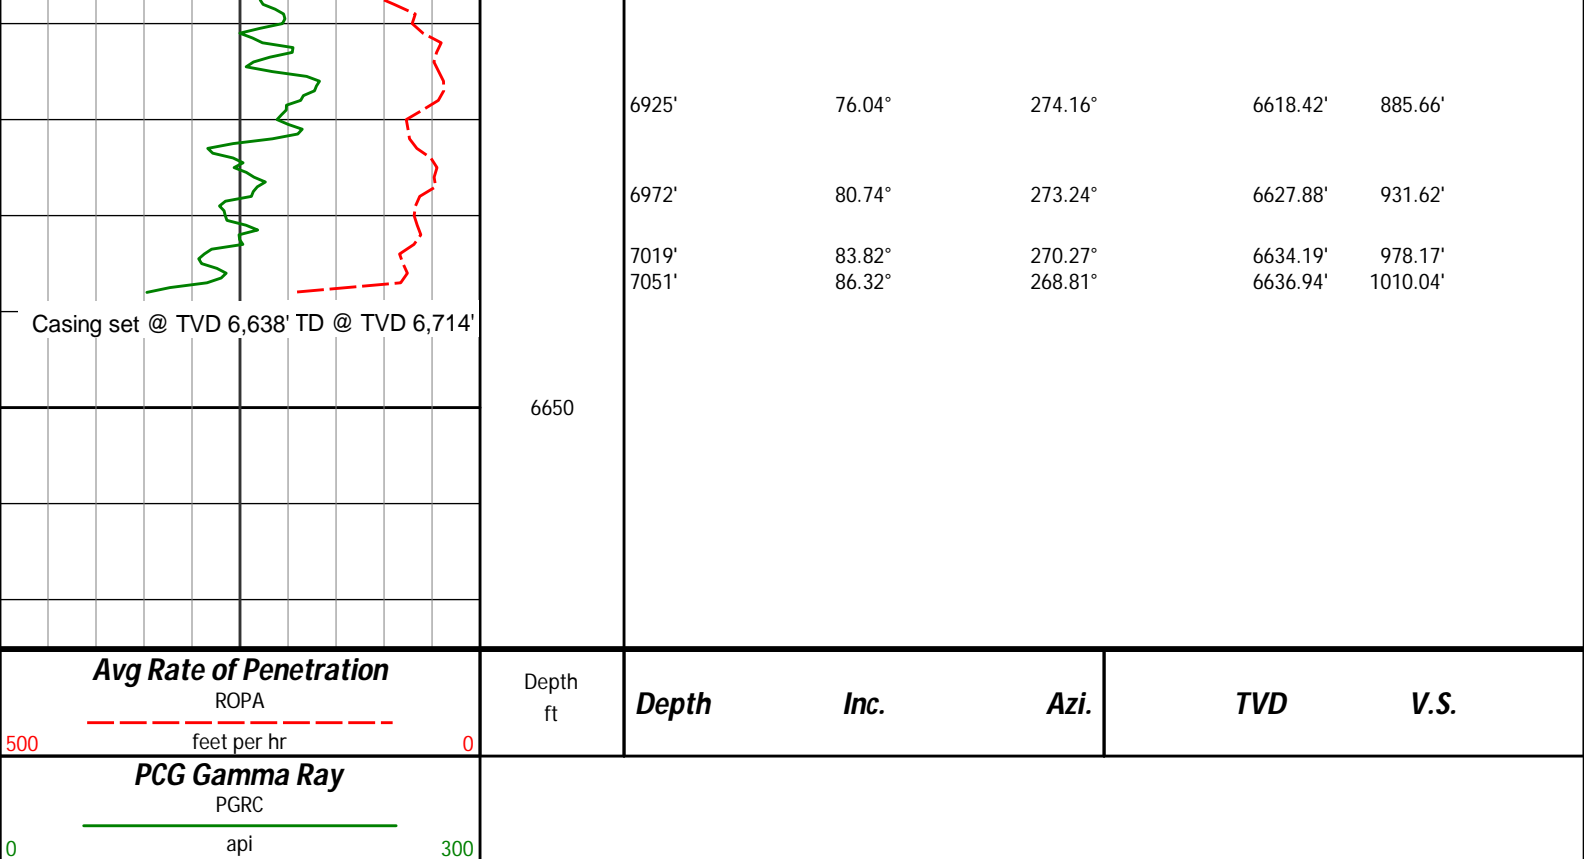 6925' 76.04° 274.16° 6618.42' 885.66'
6972' 80.74° 273.24° 6627.88' 931.62'
7019' 83.82° 270.27° 6634.19' 978.17'
7051' 86.32° 268.81° 6636.94' 1010.04'
Casing set @ TVD 6,638' TD @ TVD 6,714'
6650
Avg Rate of Penetration
ROPA
500 feet per hr 0
Depth
ft
Depth Inc. Azi. TVD V.S.
PCG Gamma Ray
PGRC
0 api 300